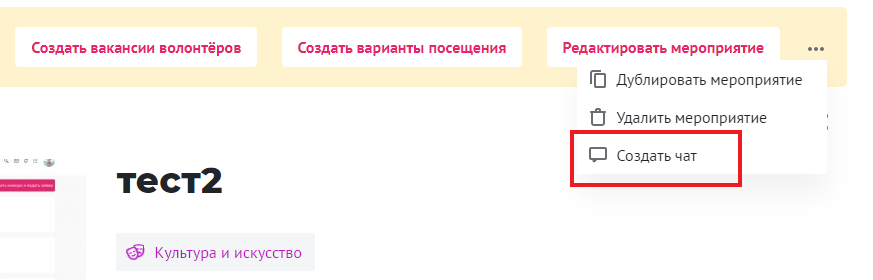 Создать вакансии волонтёров
Создать варианты посещения
Редактировать мероприятие
Дублировать мероприятие
Удалить мероприятие
Создать чат
тест2
Культура и искусство